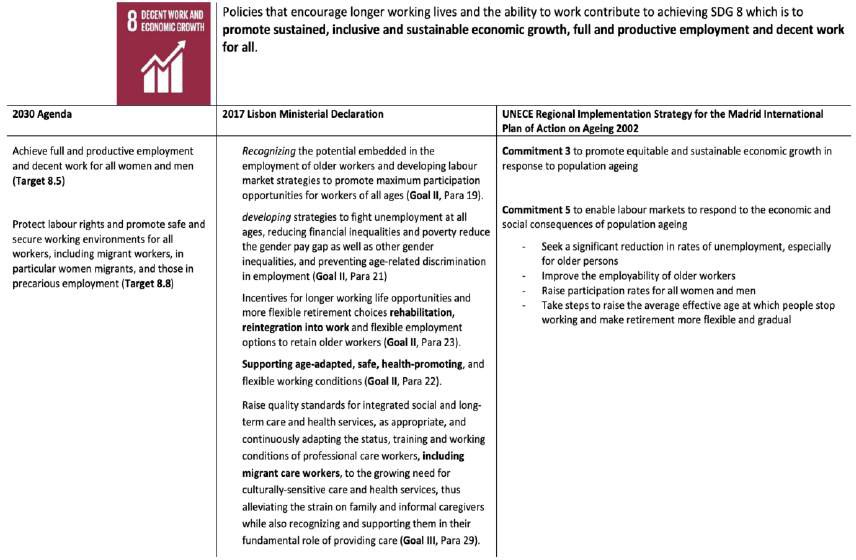 8 DECENT WORK AND
ECONOMIC GROWTH
Policies that encourage longer working lives and the ability to work contribute to achieving SDG 8 which is to
promote sustained, inclusive and sustainable economic growth, full and productive employment and decent work
for all.
2030 Agenda
2017 Lisbon Ministerial Declaration
UNECE Regional Implementation Strategy for the Madrid International
Plan of Action on Ageing 2002
Achieve full and productive employment
and decent work for all women and men
(Target 8.5)
Protect labour rights and promote safe and
secure working environments for all
workers, including migrant workers, in
particular women migrants, and those in
precarious employment (Target 8.8)
Recognizing the potential embedded in the
employment of older workers and developing labour
market strategies to promote maximum participation
opportunities for workers of all ages (Goal II, Para 19).
developing strategies to fight unemployment at all
ages, reducing financial inequalities and poverty reduce
the gender pay gap as well as other gender
inequalities, and preventing age-related discrimination
in employment (Goal II, Para 21)
Incentives for longer working life opportunities and
more flexible retirement choices rehabilitation,
reintegration into work and flexible employment
options to retain older workers (Goal II, Para 23).
Supporting age-adapted, safe, health-promoting, and
flexible working conditions (Goal II, Para 22).
Raise quality standards for integrated social and long-
term care and health services, as appropriate, and
continuously adapting the status, training and working
conditions of professional care workers, including
migrant care workers, to the growing need for
culturally-sensitive care and health services, thus
alleviating the strain on family and informal caregivers
while also recognizing and supporting them in their
fundamental role of providing care (Goal III, Para 29).
Commitment 3 to promote equitable and sustainable economic growth in
response to population ageing
Commitment 5 to enable labour markets to respond to the economic and
social consequences of population ageing
- Seek a significant reduction in rates of unemployment, especially
for older persons
- Improve the employability of older workers
- Raise participation rates for all women and men
- Take steps to raise the average effective age at which people stop
working and make retirement more flexible and gradual